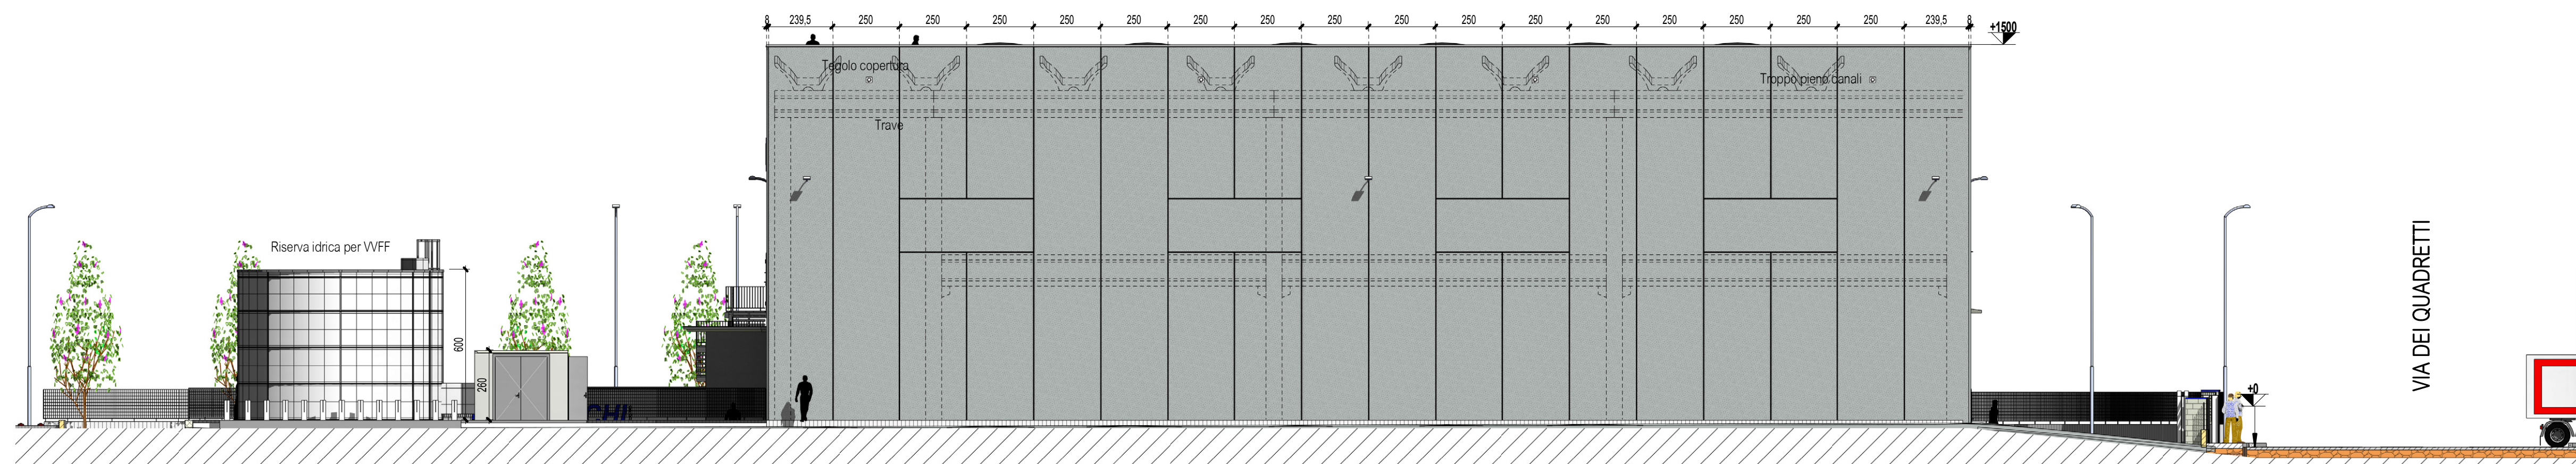 8 239,5 250 250 250 250 250 250 250 250 250 250 250 250 250 250 250 250 239,5 8
+1500
Tegolo copertura
Troppo pieno canali
Trave
Riserva idrica per VVFF
600
260
CHI
+0
VIA DEI QUADRETTI